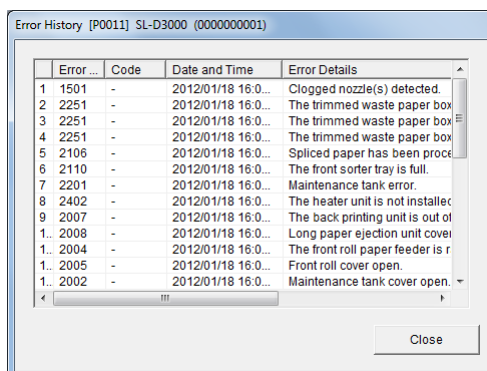 Error History [P0011] SL-D3000 (0000000001)
Error ... Code Date and Time Error Details
1 1501 - 2012/01/18 16:0... Clogged nozzle(s) detected.
2 2251 - 2012/01/18 16:0... The trimmed waste paper box
3 2251 - 2012/01/18 16:0... The trimmed waste paper box
4 2251 - 2012/01/18 16:0... The trimmed waste paper box
5 2106 - 2012/01/18 16:0... Spliced paper has been proce
6 2110 - 2012/01/18 16:0... The front sorter tray is full.
7 2201 - 2012/01/18 16:0... Maintenance tank error.
8 2402 - 2012/01/18 16:0... The heater unit is not installed
9 2007 - 2012/01/18 16:0... The back printing unit is out of
1.. 2008 - 2012/01/18 16:0... Long paper ejection unit cover
1.. 2004 - 2012/01/18 16:0... The front roll paper feeder is r
1.. 2005 - 2012/01/18 16:0... Front roll cover open.
1.. 2002 - 2012/01/18 16:0... Maintenance tank cover open.
Close